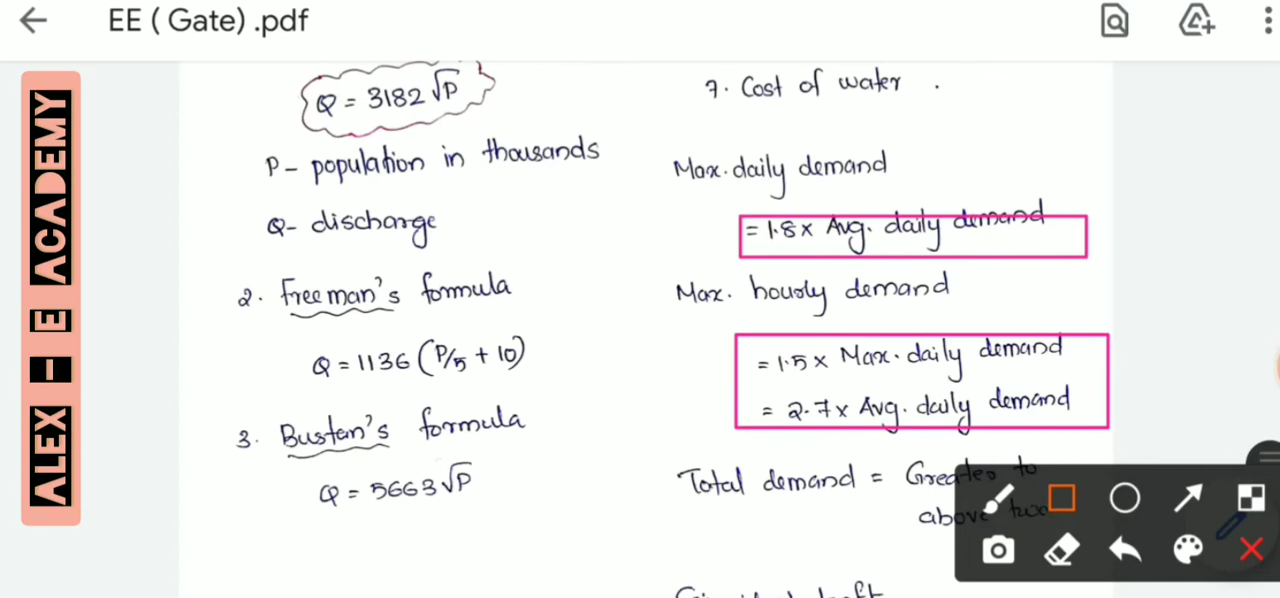 EE ( Gate) .pdf
ALEX - E ACADEMY
Q = 3182 √P
P - population in thousands
Q - discharge
2. Freeman's formula
Q = 1136 (P/5 + 10)
3. Bustan's formula
Q = 5663 √P
7. Cost of water .
Max. daily demand
= 1.8 x Avg. daily demand
Max. hourly demand
= 1.5 x Max. daily demand
= 2.7 x Avg. daily demand
Total demand = Greater to
above two